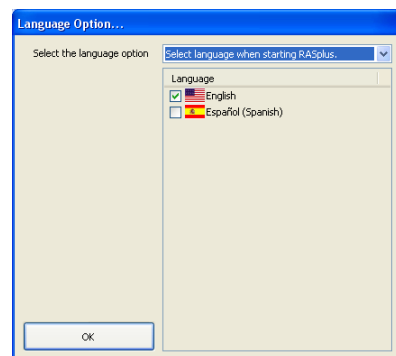 Language Option...
Select the language option
Select language when starting RASplus.
Language
English
Español (Spanish)
OK